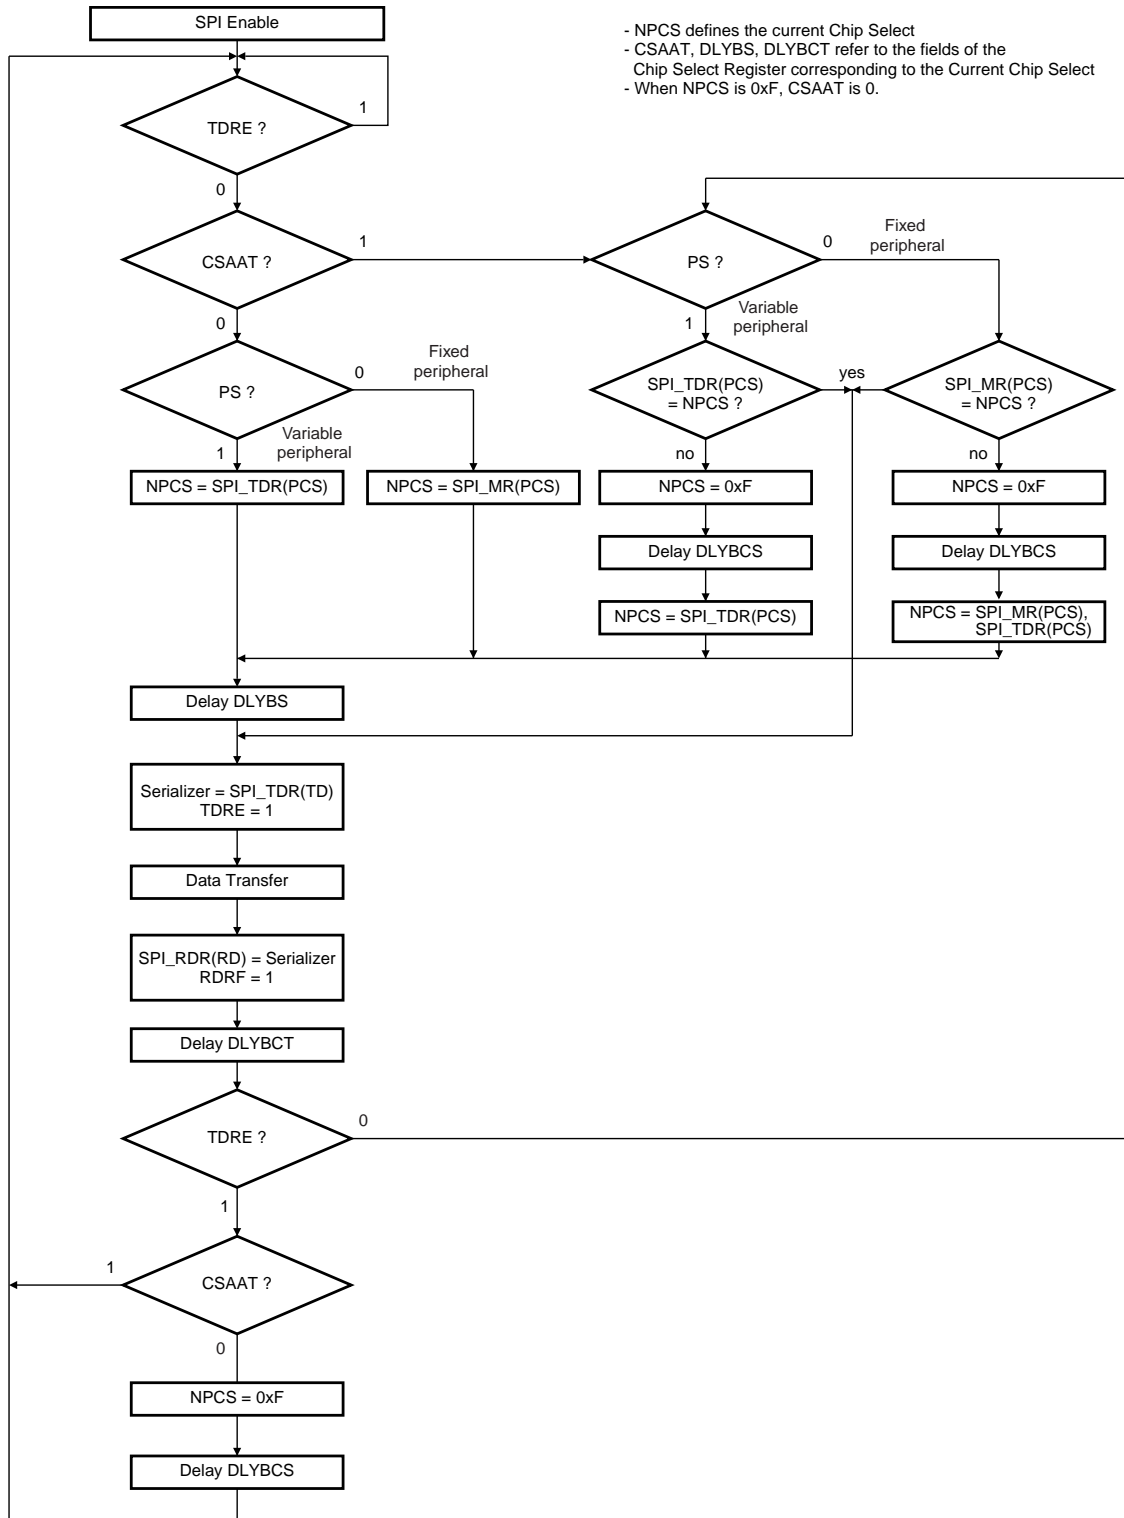 SPI Enable
- NPCS defines the current Chip Select
- CSAAT, DLYBS, DLYBCT refer to the fields of the
Chip Select Register corresponding to the Current Chip Select
- When NPCS is 0xF, CSAAT is 0.
1
TDRE ?
0
CSAAT ?
1
PS ?
0
Fixed
peripheral
0
1
Variable
peripheral
PS ?
0
Fixed
peripheral
1
Variable
peripheral
SPI_TDR(PCS)
= NPCS ?
yes
SPI_MR(PCS)
= NPCS ?
no
no
NPCS = SPI_TDR(PCS)
NPCS = SPI_MR(PCS)
NPCS = 0xF
NPCS = 0xF
Delay DLYBCS
Delay DLYBCS
NPCS = SPI_TDR(PCS)
NPCS = SPI_MR(PCS),
SPI_TDR(PCS)
Delay DLYBS
Serializer = SPI_TDR(TD)
TDRE = 1
Data Transfer
SPI_RDR(RD) = Serializer
RDRF = 1
Delay DLYBCT
TDRE ?
0
1
CSAAT ?
1
0
NPCS = 0xF
Delay DLYBCS